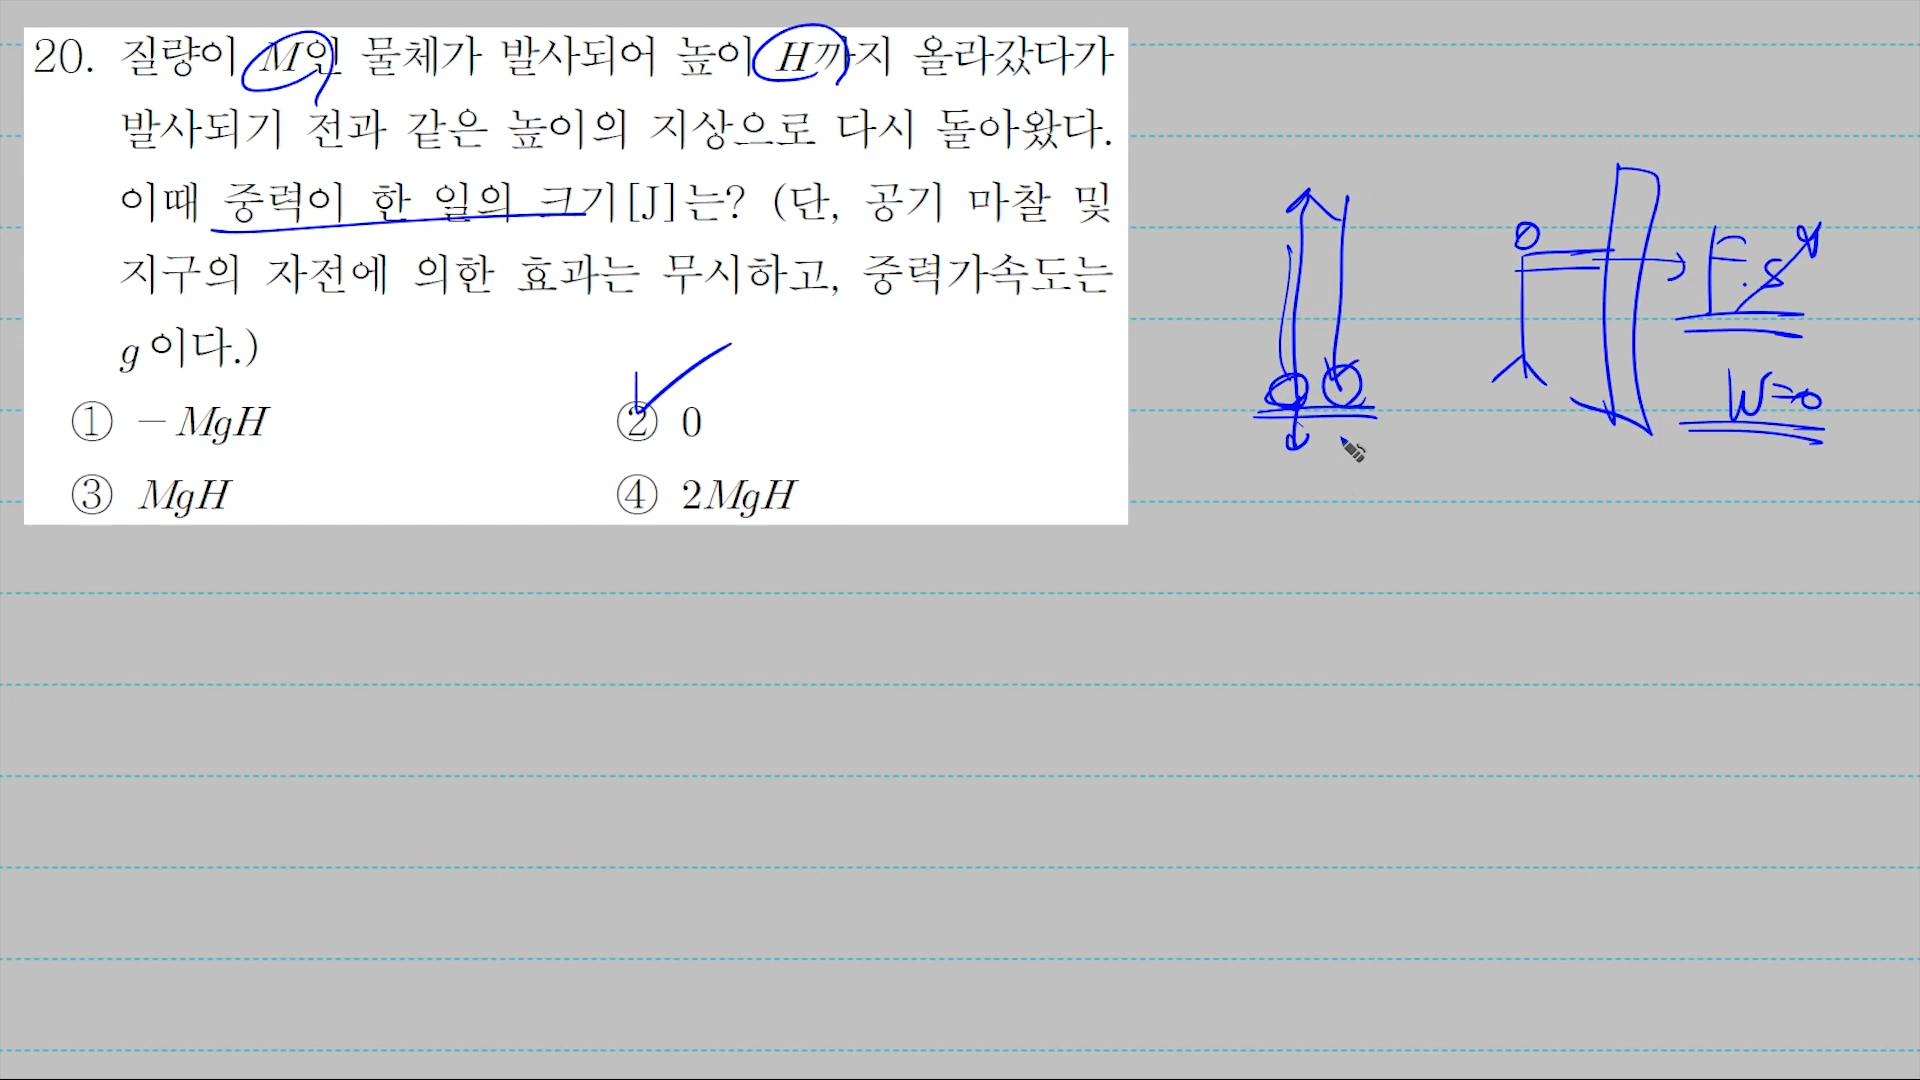 20. 질량이 M인 물체가 발사되어 높이 H까지 올라갔다가
발사되기 전과 같은 높이의 지상으로 다시 돌아왔다.
이때 중력이 한 일의 크기[J]는? (단, 공기 마찰 및
지구의 자전에 의한 효과는 무시하고, 중력가속도는
g이다.)
① －MgH ② 0
③ MgH ④ 2MgH
F.s
W=0